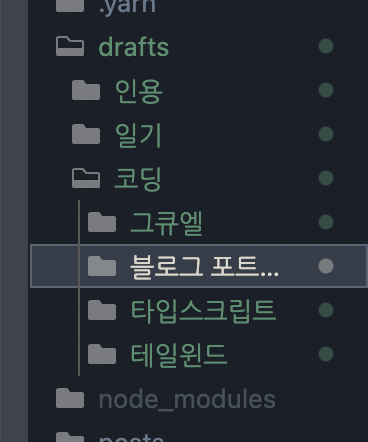 .yarn
drafts
인용
일기
코딩
그큐엘
블로그 포트...
타입스크립트
테일윈드
node_modules
posts